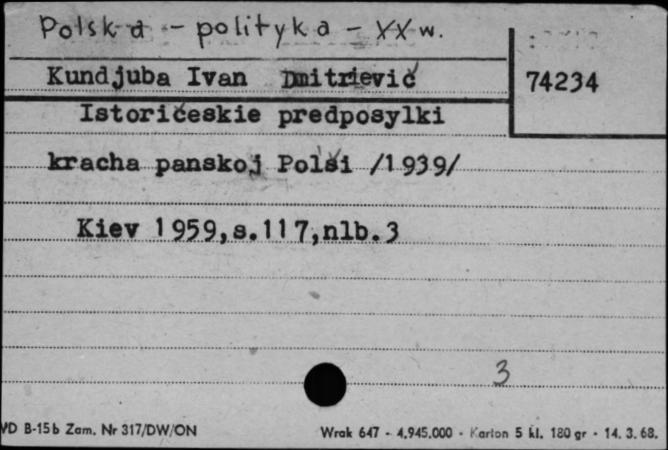 Polska - polityka - XX w.
Kundjuba Ivan Dmitrievič
74234
Istoričeskie predposylki
kracha panskoj Polši /1939/
Kiev 1959,s.117,nlb.3
3
VD B-15b Zam. Nr 317/DW/ON
Wrak 647 - 4.945.000 - Karton 5 kl. 180 gr - 14. 3. 68.